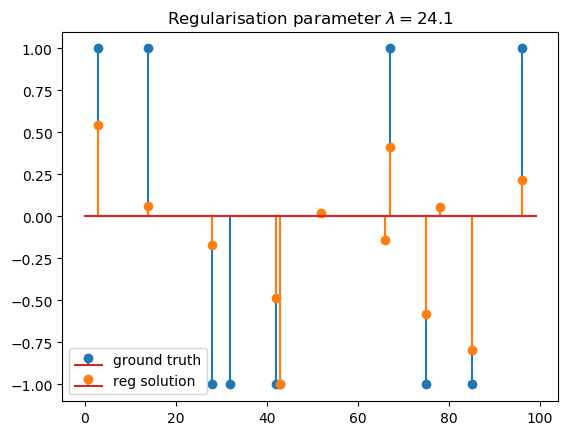 Regularisation parameter λ = 24.1
1.00
0.75
0.50
0.25
0.00
−0.25
−0.50
−0.75
−1.00
ground truth
reg solution
0 20 40 60 80 100